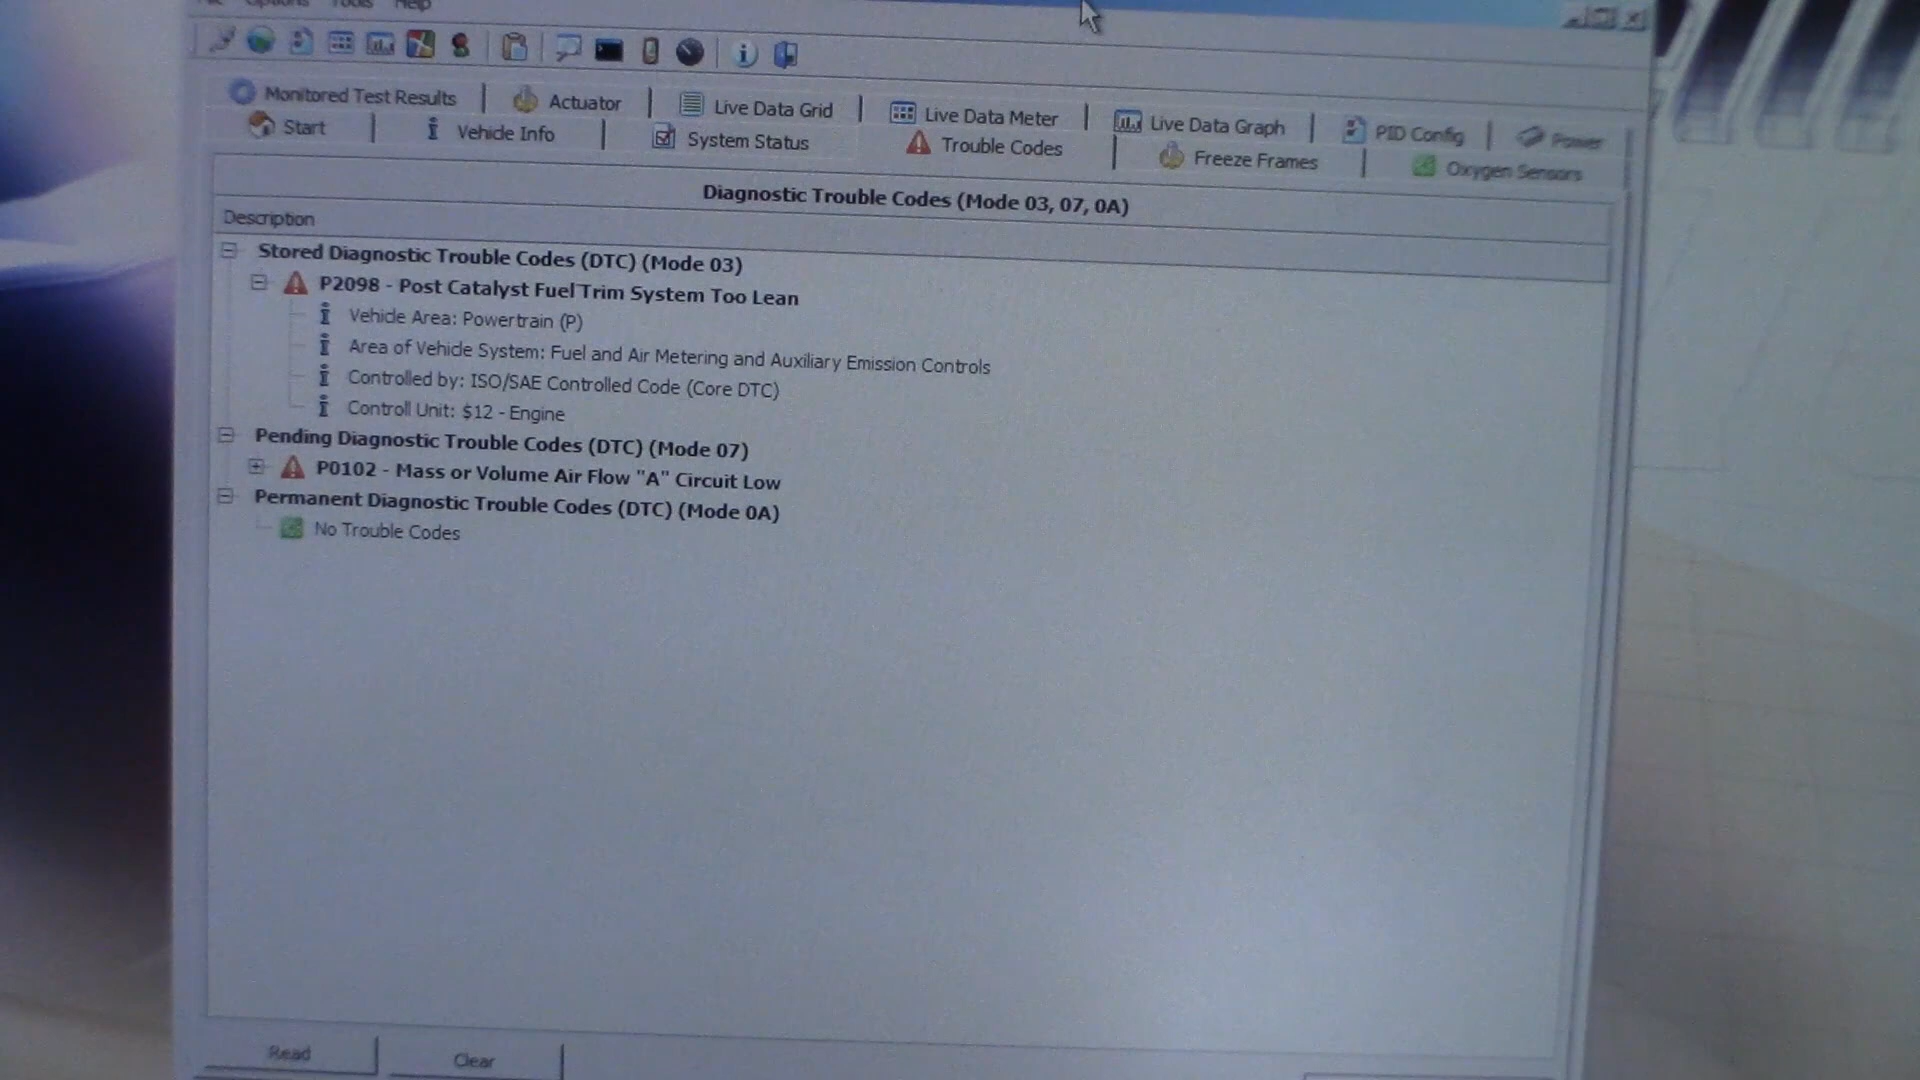 Options Tools Help
Monitored Test Results Actuator Live Data Grid Live Data Meter Live Data Graph PID Config Power
Start Vehicle Info System Status Trouble Codes Freeze Frames Oxygen Sensors
Diagnostic Trouble Codes (Mode 03, 07, 0A)
Description
Stored Diagnostic Trouble Codes (DTC) (Mode 03)
P2098 - Post Catalyst Fuel Trim System Too Lean
Vehicle Area: Powertrain (P)
Area of Vehicle System: Fuel and Air Metering and Auxiliary Emission Controls
Controlled by: ISO/SAE Controlled Code (Core DTC)
Controll Unit: $12 - Engine
Pending Diagnostic Trouble Codes (DTC) (Mode 07)
P0102 - Mass or Volume Air Flow "A" Circuit Low
Permanent Diagnostic Trouble Codes (DTC) (Mode 0A)
No Trouble Codes
Read Clear